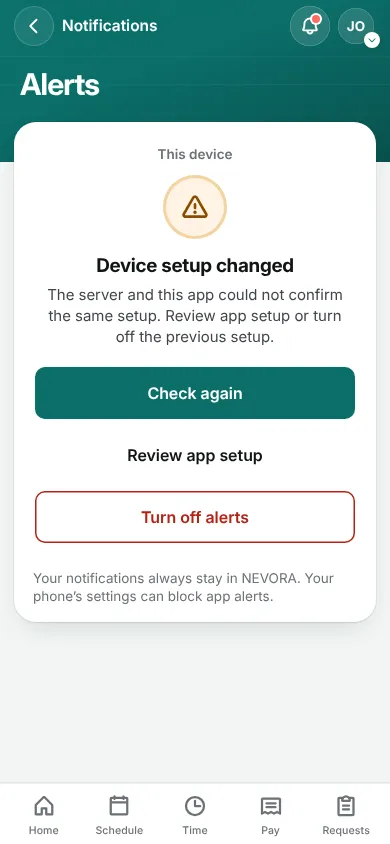 Notifications
JO
Alerts
This device
Device setup changed
The server and this app could not confirm
the same setup. Review app setup or turn
off the previous setup.
Check again
Review app setup
Turn off alerts
Your notifications always stay in NEVORA. Your
phone’s settings can block app alerts.
Home
Schedule
Time
Pay
Requests